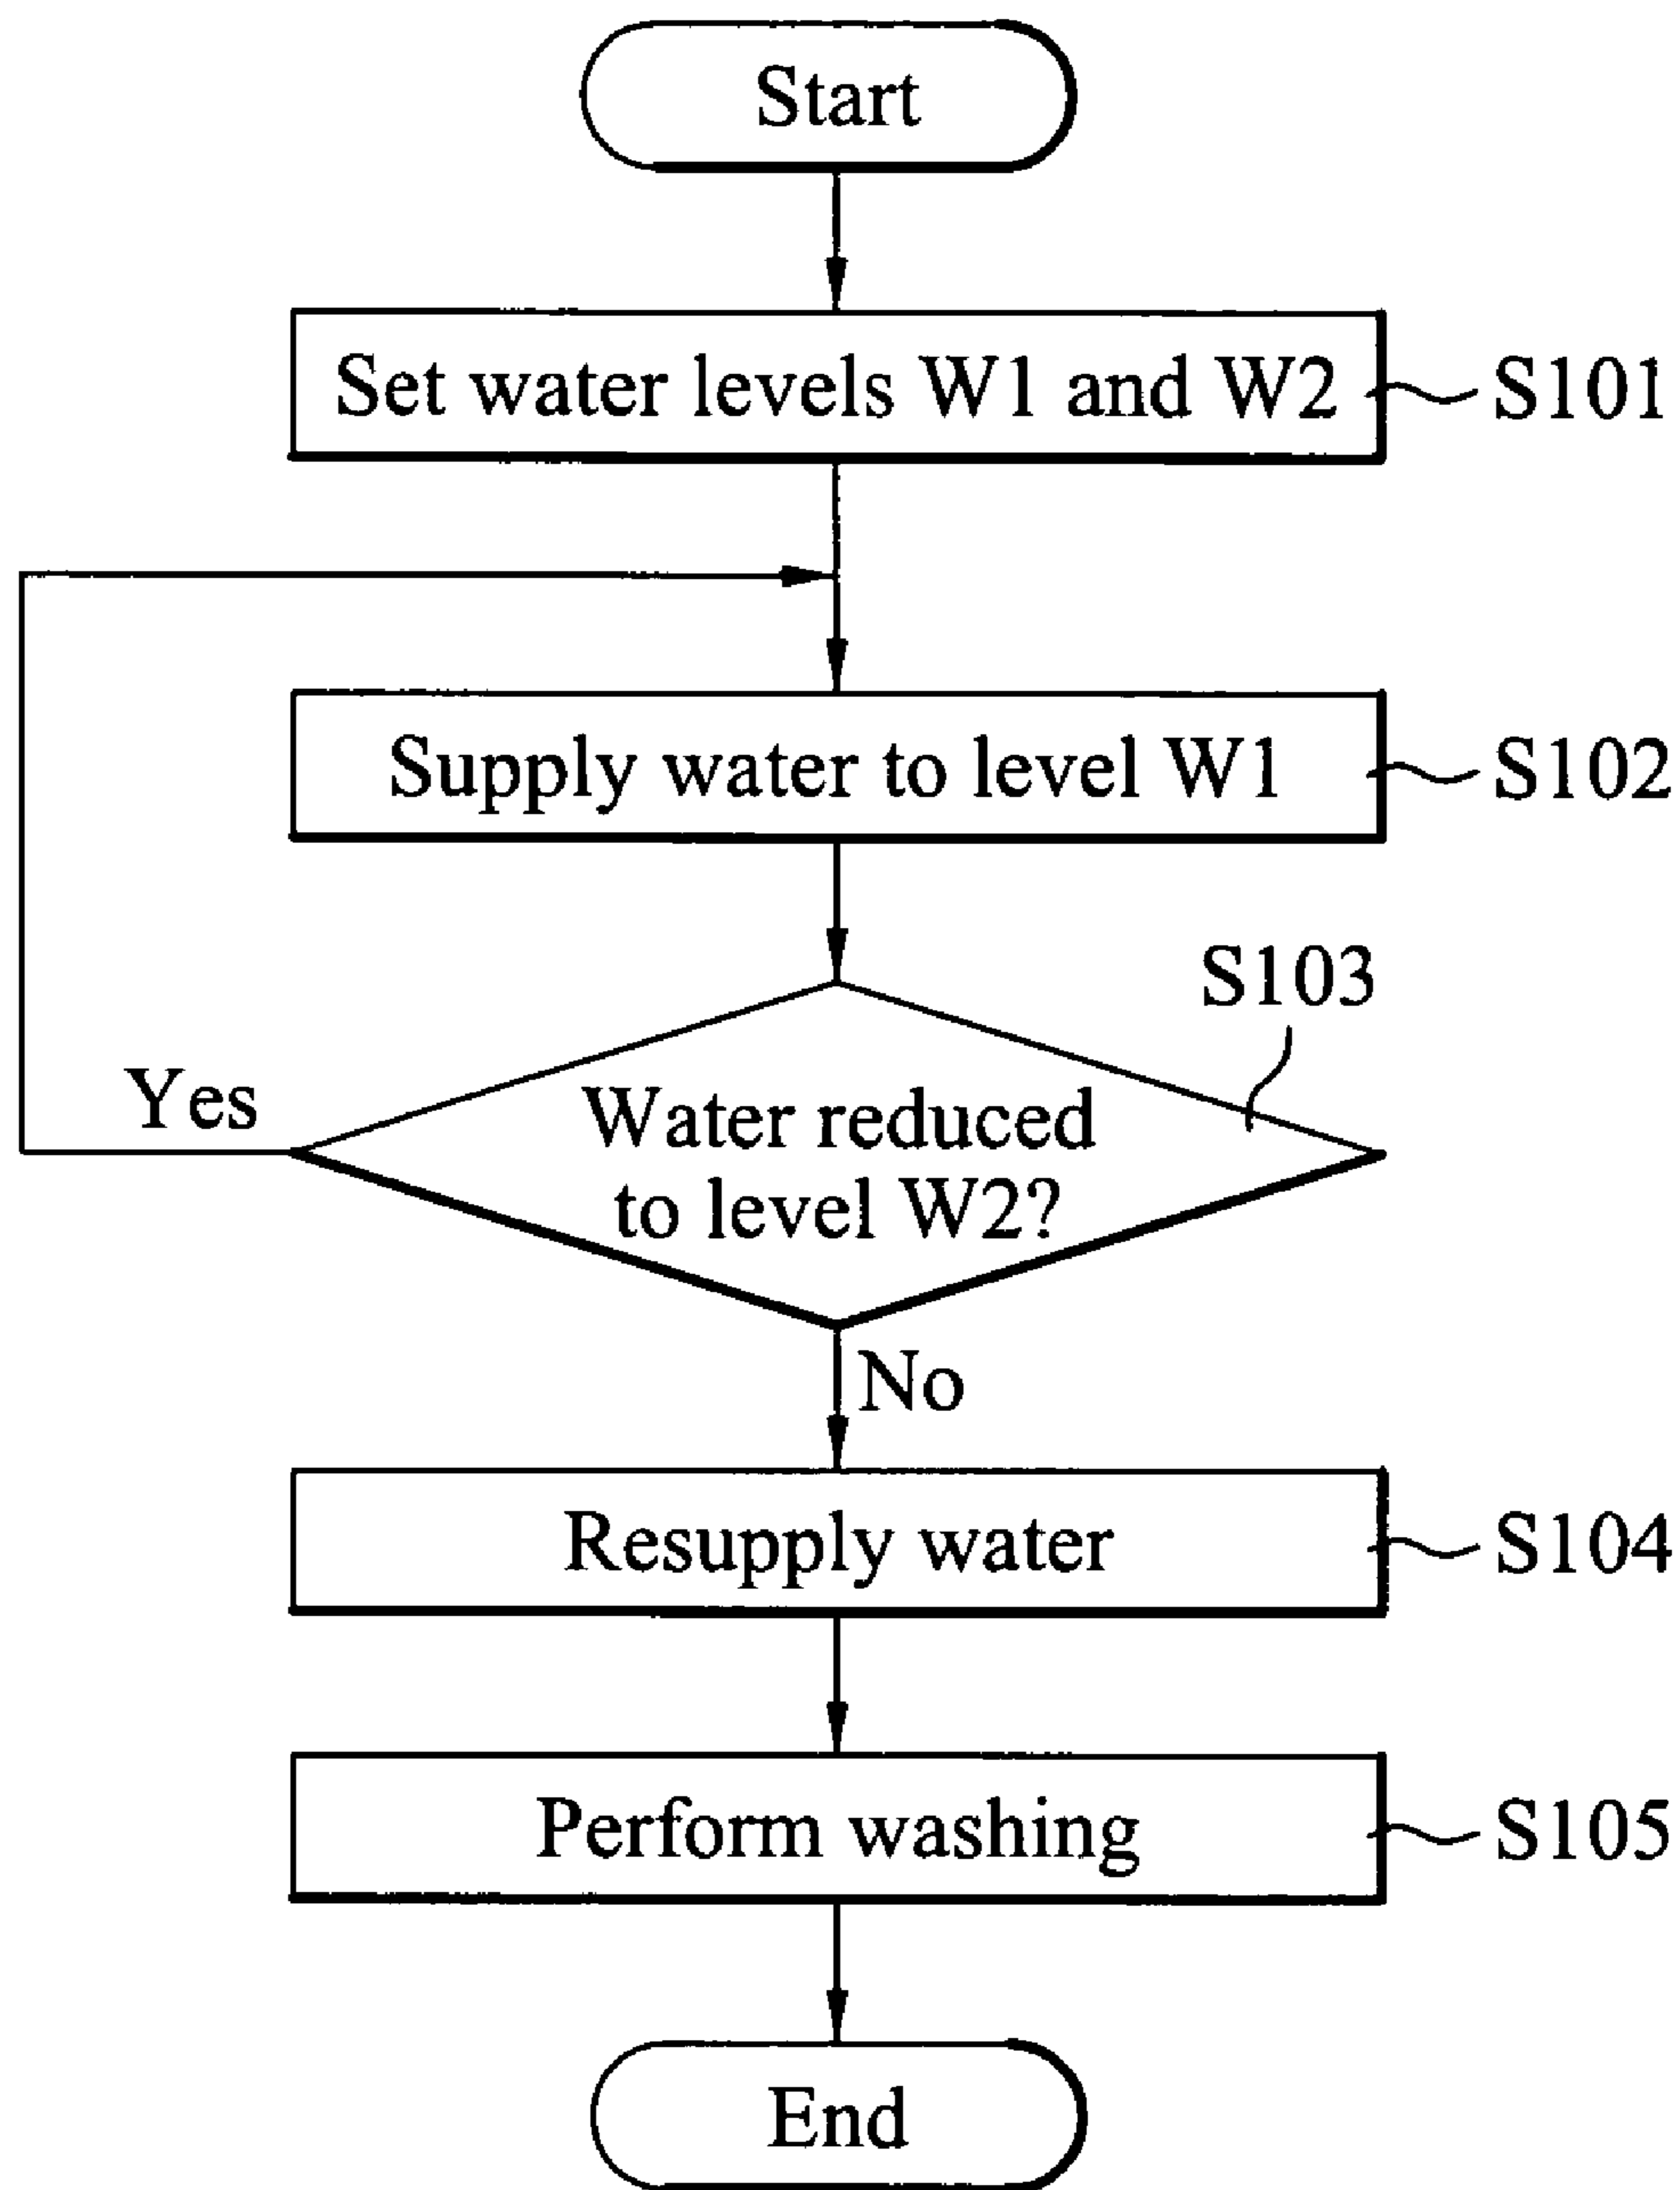 Start
Set water levels W1 and W2
S101
Supply water to level W1
S102
S103
Yes
Water reduced
to level W2?
No
Resupply water
S104
Perform washing
S105
End